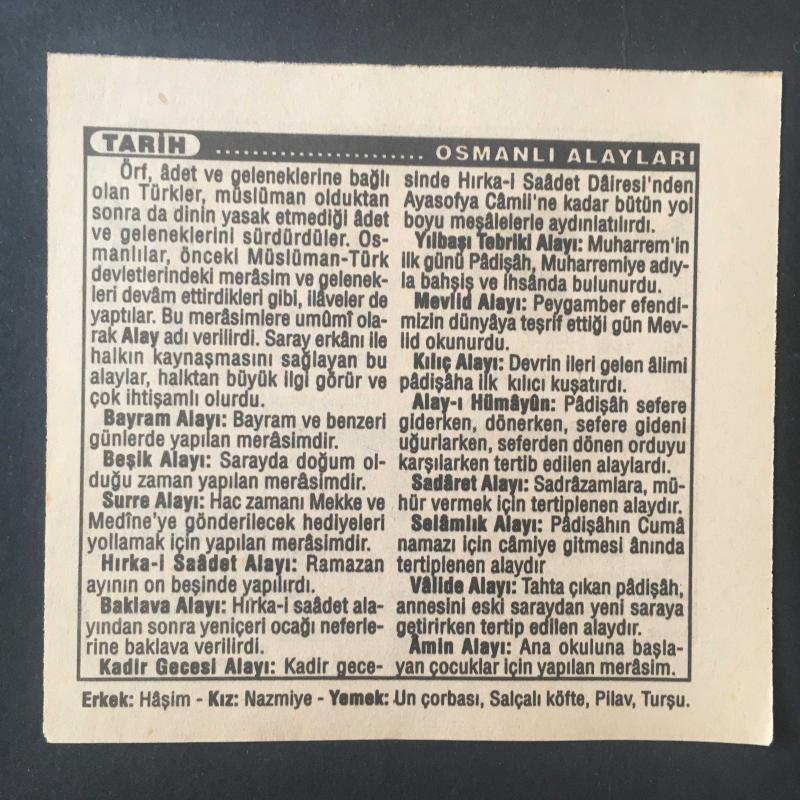 TARİH ........................ OSMANLI ALAYLARI
Örf, âdet ve geleneklerine bağlı
olan Türkler, müslüman olduktan
sonra da dinin yasak etmediği âdet
ve geleneklerini sürdürdüler. Os-
manlılar, önceki Müslüman-Türk
devletlerindeki merâsim ve gelenek-
leri devâm ettirdikleri gibi, ilâveler de
yaptılar. Bu merâsimlere umûmî ola-
rak Alay adı verilirdi. Saray erkânı ile
halkın kaynaşmasını sağlayan bu
alaylar, halktan büyük ilgi görür ve
çok ihtişamlı olurdu.
Bayram Alayı: Bayram ve benzeri
günlerde yapılan merâsimdir.
Beşik Alayı: Sarayda doğum ol-
duğu zaman yapılan merâsimdir.
Surre Alayı: Hac zamanı Mekke ve
Medîne'ye gönderilecek hediyeleri
yollamak için yapılan merâsimdir.
Hırka-i Saâdet Alayı: Ramazan
ayının on beşinde yapılırdı.
Baklava Alayı: Hırka-i saâdet ala-
yından sonra yeniçeri ocağı neferle-
rine baklava verilirdi.
Kadir Gecesi Alayı: Kadir gece-
sinde Hırka-i Saâdet Dâiresi'nden
Ayasofya Câmii'ne kadar bütün yol
boyu meşâlelerle aydınlatılırdı.
Yılbaşı Tebriki Alayı: Muharrem'in
ilk günü Pâdişâh, Muharremiye adıy-
la bahşiş ve ihsânda bulunurdu.
Mevlid Alayı: Peygamber efendi-
mizin dünyâya teşrif ettiği gün Mev-
lid okunurdu.
Kılıç Alayı: Devrin ileri gelen âlimi
pâdişâha ilk kılıcı kuşatırdı.
Alay-ı Hümâyûn: Pâdişâh sefere
giderken, dönerken, sefere gideni
uğurlarken, seferden dönen orduyu
karşılarken tertib edilen alaylardı.
Sadâret Alayı: Sadrâzamlara, mü-
hür vermek için tertiplenen alaydır.
Selâmlık Alayı: Pâdişâhın Cumâ
namazı için câmiye gitmesi ânında
tertiplenen alaydır
Vâlide Alayı: Tahta çıkan pâdişâh,
annesini eski saraydan yeni saraya
getirirken tertip edilen alaydır.
Âmin Alayı: Ana okuluna başla-
yan çocuklar için yapılan merâsim.
Erkek: Hâşim - Kız: Nazmiye - Yemek: Un çorbası, Salçalı köfte, Pilav, Turşu.